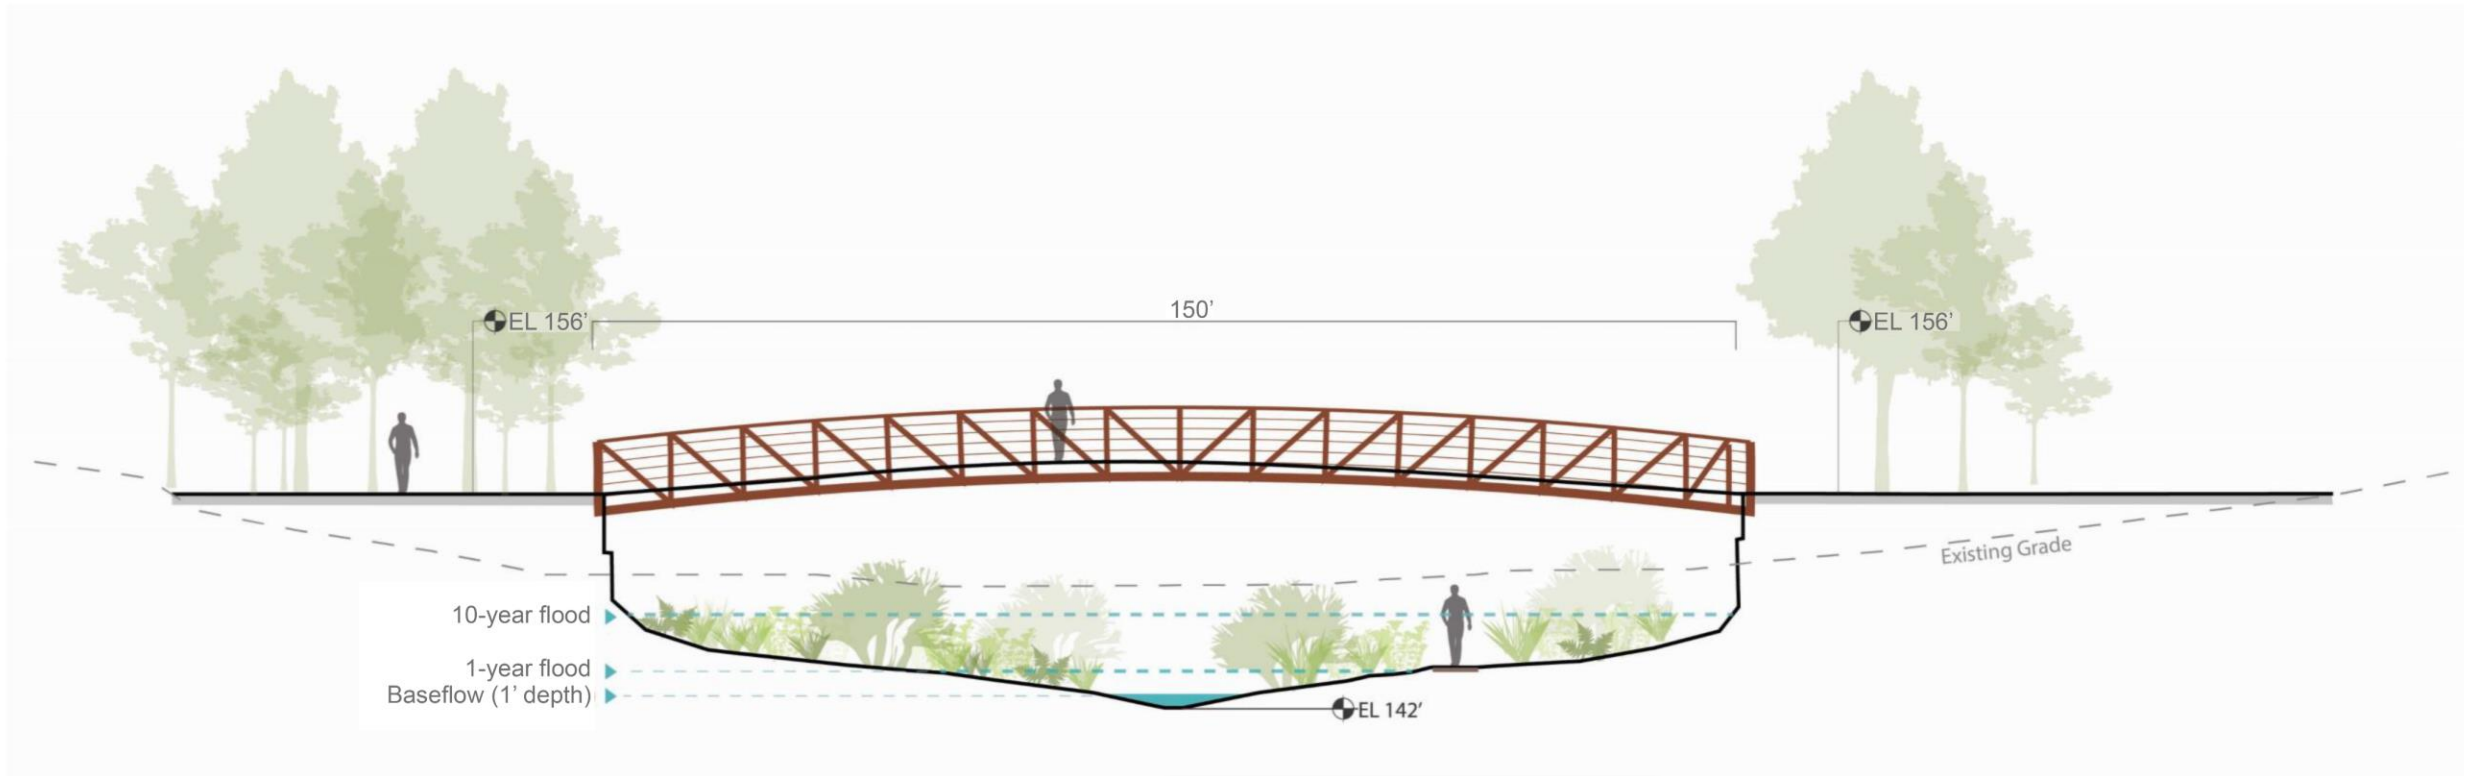 150’
EL 156’
EL 156’
Existing Grade
10-year flood
1-year flood
Baseflow (1’ depth)
EL 142’